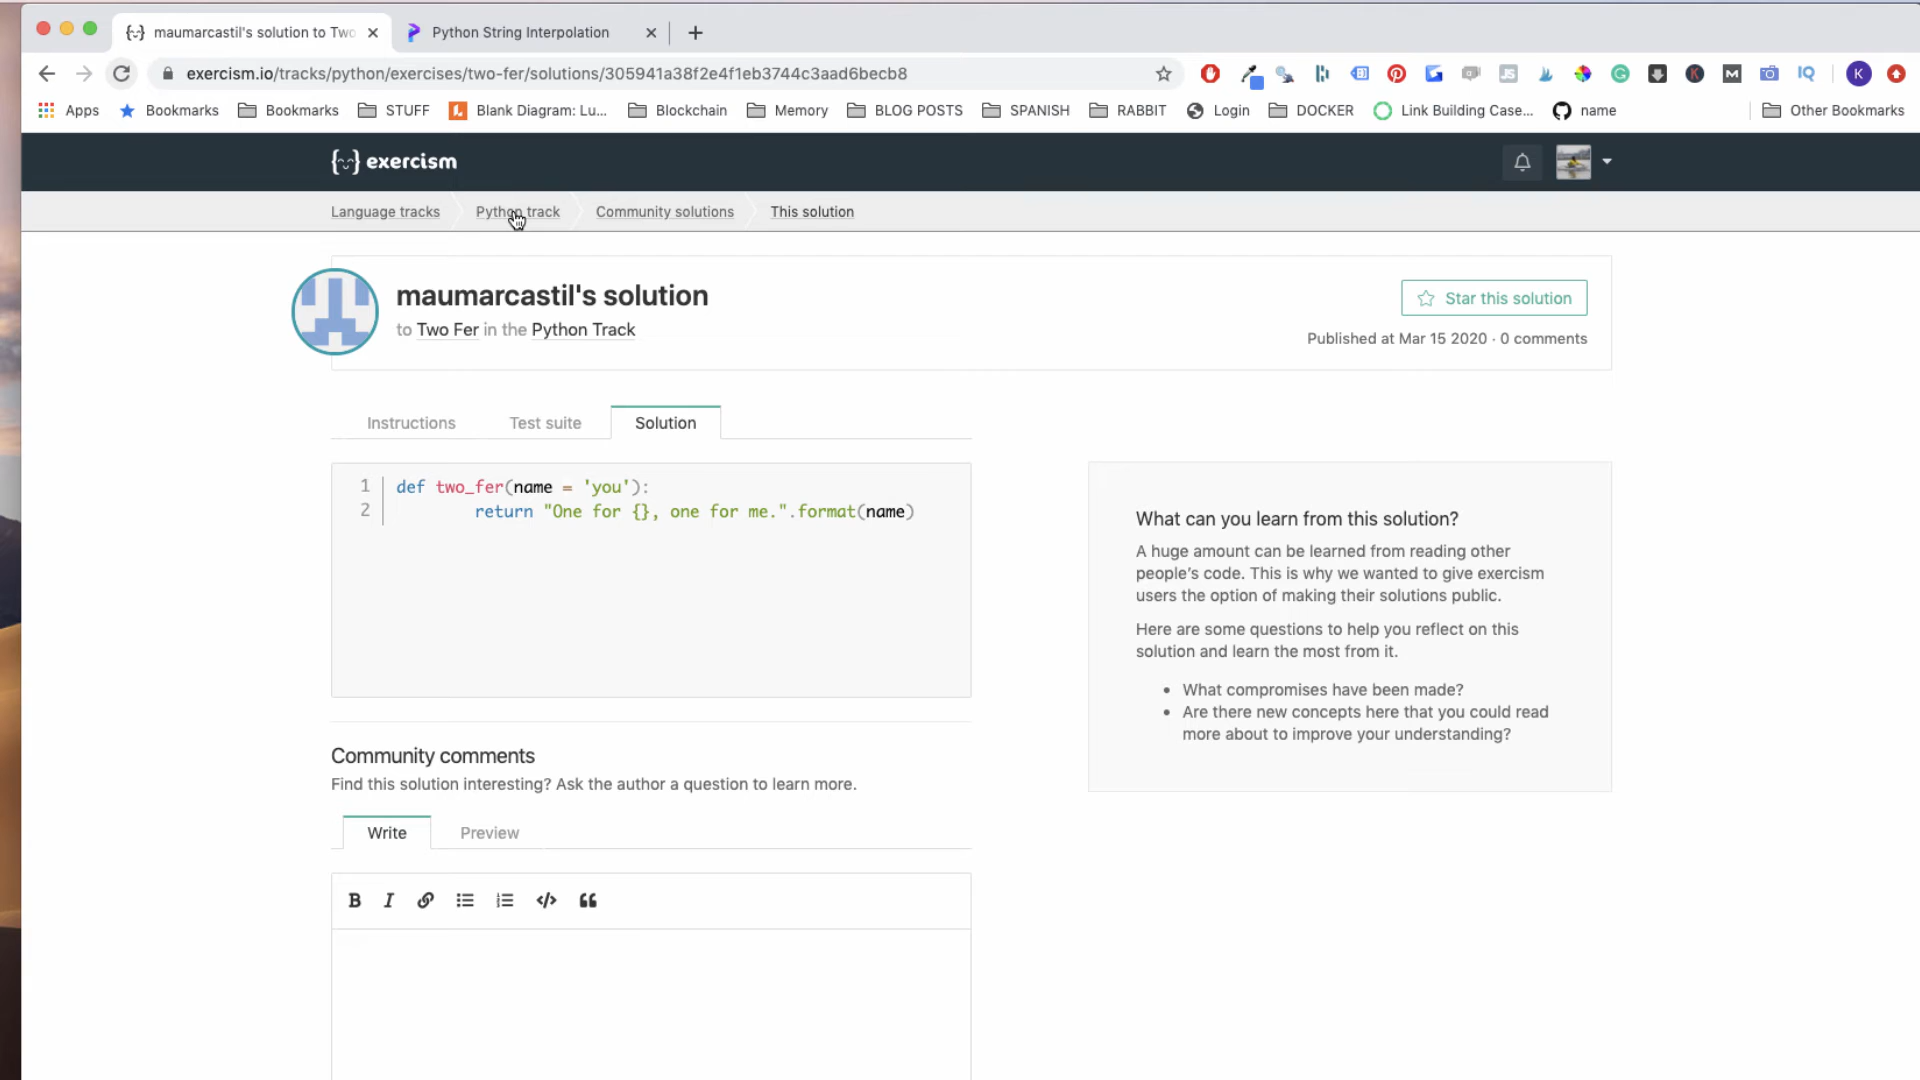 maumarcastil's solution to Two
Python String Interpolation
exercism.io/tracks/python/exercises/two-fer/solutions/305941a38f2e4f1eb3744c3aad6becb8
JS
K
M
IQ
K
Apps
Bookmarks
Bookmarks
STUFF
Blank Diagram: Lu...
Blockchain
Memory
BLOG POSTS
SPANISH
RABBIT
Login
DOCKER
Link Building Case...
name
Other Bookmarks
exercism
Language tracks
Python track
Community solutions
This solution
maumarcastil's solution
to Two Fer in the Python Track
Star this solution
Published at Mar 15 2020 · 0 comments
Instructions
Test suite
Solution
1 def two_fer(name = 'you'):
2 return "One for {}, one for me.".format(name)
What can you learn from this solution?
A huge amount can be learned from reading other
people's code. This is why we wanted to give exercism
users the option of making their solutions public.
Here are some questions to help you reflect on this
solution and learn the most from it.
• What compromises have been made?
• Are there new concepts here that you could read
more about to improve your understanding?
Community comments
Find this solution interesting? Ask the author a question to learn more.
Write
Preview
B I